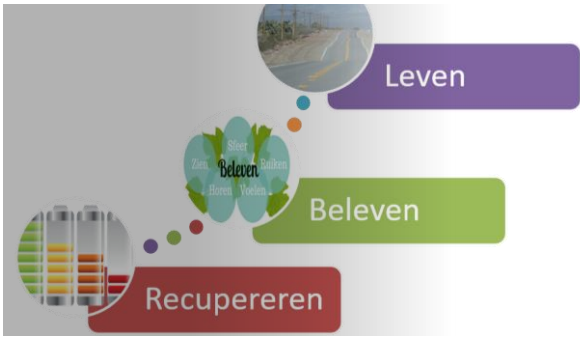 Leven
Sfeer
Zien Beleven Ruiken
Horen Voelen
Beleven
Recupereren